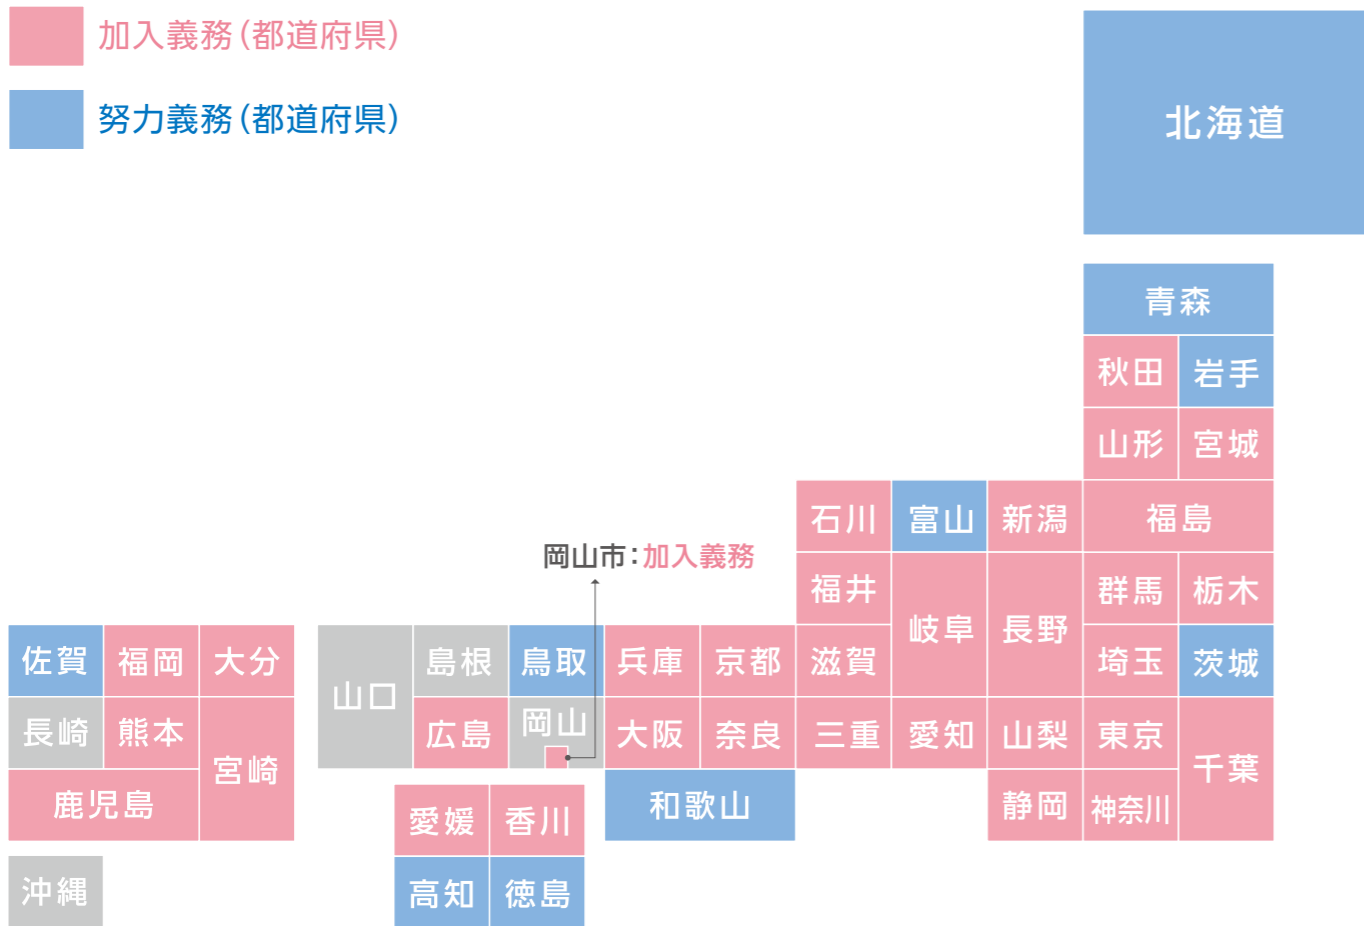 加入義務(都道府県)
努力義務(都道府県)
北海道
青森
秋田 岩手
山形 宮城
石川 富山 新潟 福島
岡山市:加入義務
福井 岐阜 長野 群馬 栃木
佐賀 福岡 大分 山口 島根 鳥取 兵庫 京都 滋賀 埼玉 茨城
長崎 熊本 宮崎 広島 岡山 大阪 奈良 三重 愛知 山梨 東京 千葉
鹿児島 愛媛 香川 和歌山 静岡 神奈川
沖縄 高知 徳島